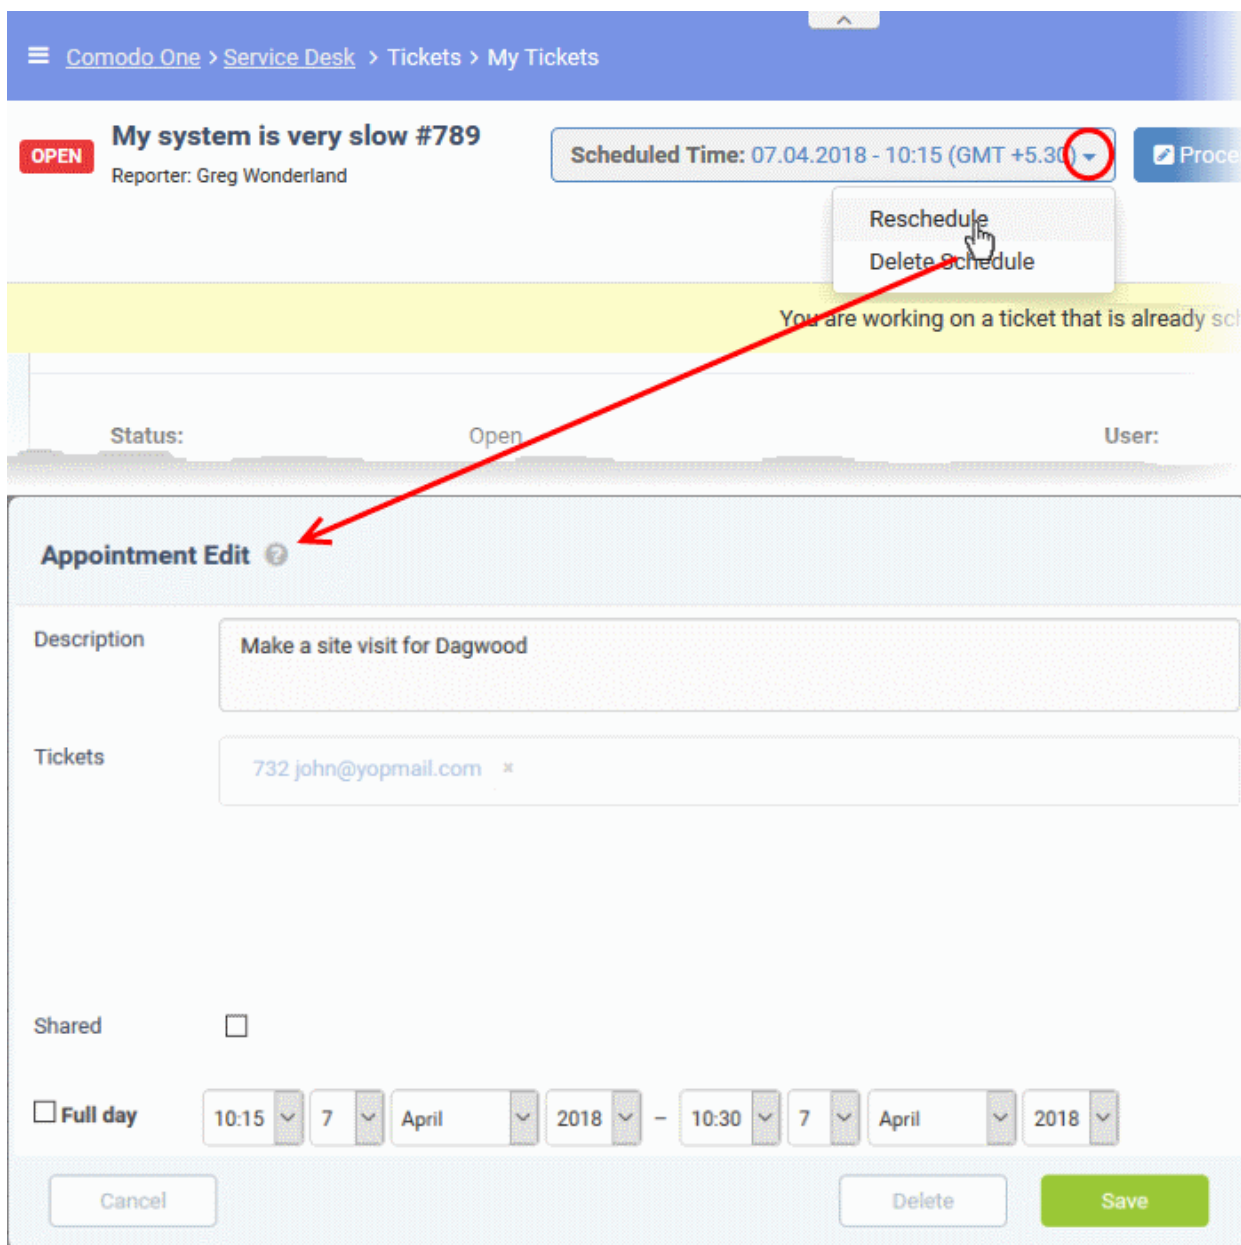 Comodo One > Service Desk > Tickets > My Tickets
OPEN
My system is very slow #789
Reporter: Greg Wonderland
Scheduled Time: 07.04.2018 - 10:15 (GMT +5.30)
Reschedule
Delete Schedule
You are working on a ticket that is already
Status:
Open
User:
Appointment Edit
Description
Make a site visit for Dagwood
Tickets
732 john@yopmail.com ×
Shared
Full day
10:15 7 April 2018 – 10:30 7 April 2018
Cancel
Delete
Save